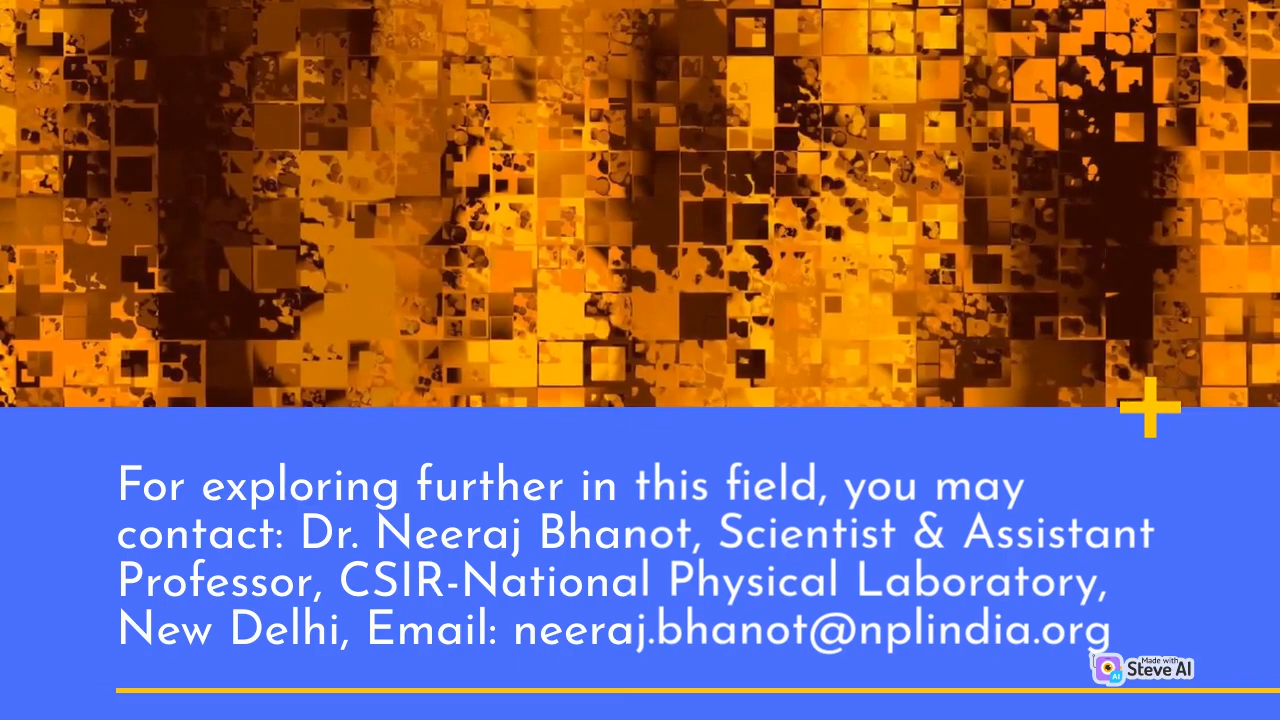 For exploring further in this field, you may
contact: Dr. Neeraj Bhanot, Scientist & Assistant
Professor, CSIR-National Physical Laboratory,
New Delhi, Email: neeraj.bhanot@nplindia.org
Made with
Steve AI
AI